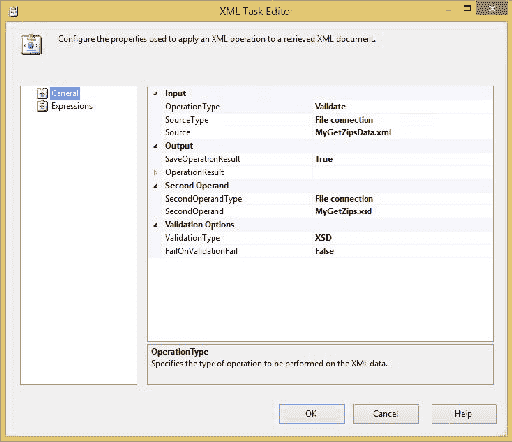 XML Task Editor
Configure the properties used to apply an XML operation to a retrieved XML document.
General
Expressions
Input
OperationType Validate
SourceType File connection
Source MyGetZipsData.xml
Output
SaveOperationResult True
OperationResult
Second Operand
SecondOperandType File connection
SecondOperand MyGetZips.xsd
Validation Options
ValidationType XSD
FailOnValidationFail False
OperationType
Specifies the type of operation to be performed on the XML data.
OK Cancel Help